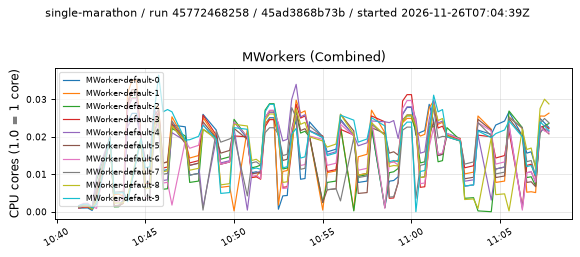 single-marathon / run 45772468258 / 45ad3868b73b / started 2026-11-26T07:04:39Z
MWorkers (Combined)
CPU cores (1.0 = 1 core)
0.03
0.02
0.01
0.00
MWorker-default-0
MWorker-default-1
MWorker-default-2
MWorker-default-3
MWorker-default-4
MWorker-default-5
MWorker-default-6
MWorker-default-7
MWorker-default-8
MWorker-default-9
10:40
10:45
10:50
10:55
11:00
11:05